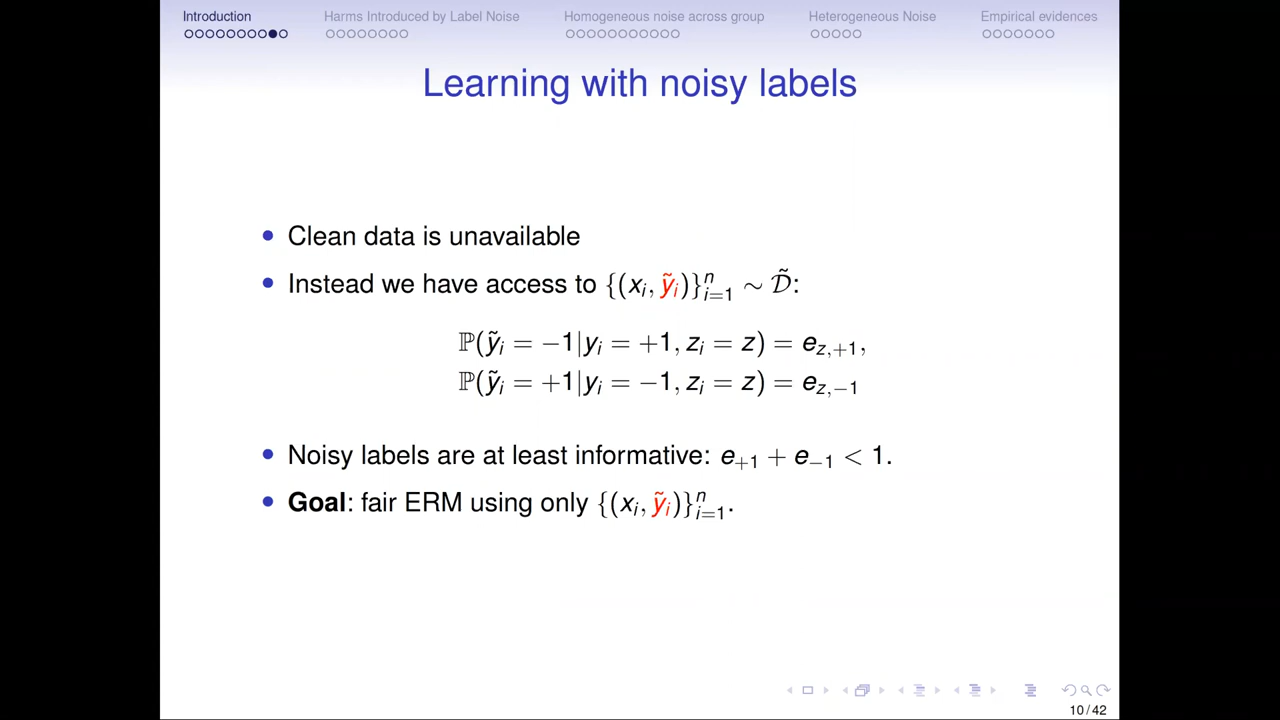 Introduction Harms Introduced by Label Noise Homogeneous noise across group Heterogeneous Noise Empirical evidences
Learning with noisy labels
• Clean data is unavailable
• Instead we have access to {(xᵢ, ỹᵢ)}ⁿᵢ₌₁ ∼ 𝒟̃:
ℙ(ỹᵢ = −1|yᵢ = +1, zᵢ = z) = e_{z,+1},
ℙ(ỹᵢ = +1|yᵢ = −1, zᵢ = z) = e_{z,−1}
• Noisy labels are at least informative: e₊₁ + e₋₁ < 1.
• Goal: fair ERM using only {(xᵢ, ỹᵢ)}ⁿᵢ₌₁.
10/42